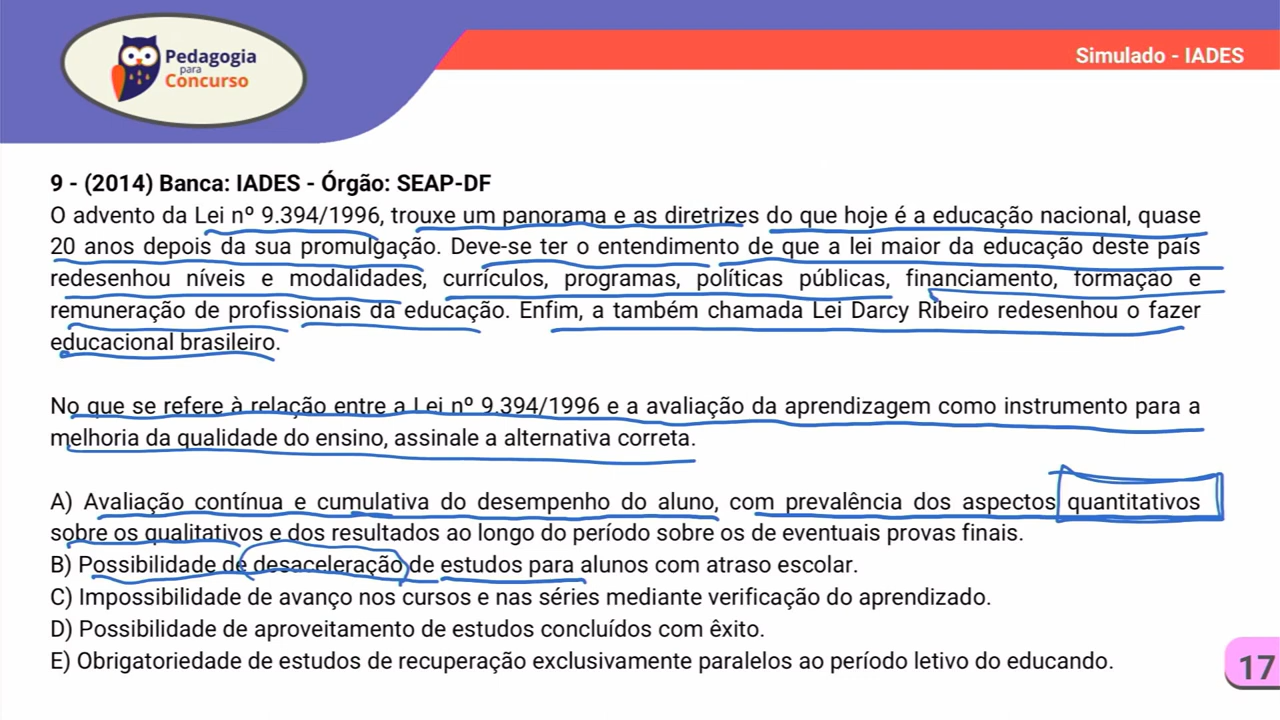 Pedagogia
para
Concurso
Simulado - IADES
9 - (2014) Banca: IADES - Órgão: SEAP-DF
O advento da Lei nº 9.394/1996, trouxe um panorama e as diretrizes do que hoje é a educação nacional, quase
20 anos depois da sua promulgação. Deve-se ter o entendimento de que a lei maior da educação deste país
redesenhou níveis e modalidades, currículos, programas, políticas públicas, financiamento, formação e
remuneração de profissionais da educação. Enfim, a também chamada Lei Darcy Ribeiro redesenhou o fazer
educacional brasileiro.
No que se refere à relação entre a Lei nº 9.394/1996 e a avaliação da aprendizagem como instrumento para a
melhoria da qualidade do ensino, assinale a alternativa correta.
A) Avaliação contínua e cumulativa do desempenho do aluno, com prevalência dos aspectos quantitativos
sobre os qualitativos e dos resultados ao longo do período sobre os de eventuais provas finais.
B) Possibilidade de desaceleração de estudos para alunos com atraso escolar.
C) Impossibilidade de avanço nos cursos e nas séries mediante verificação do aprendizado.
D) Possibilidade de aproveitamento de estudos concluídos com êxito.
E) Obrigatoriedade de estudos de recuperação exclusivamente paralelos ao período letivo do educando.
17